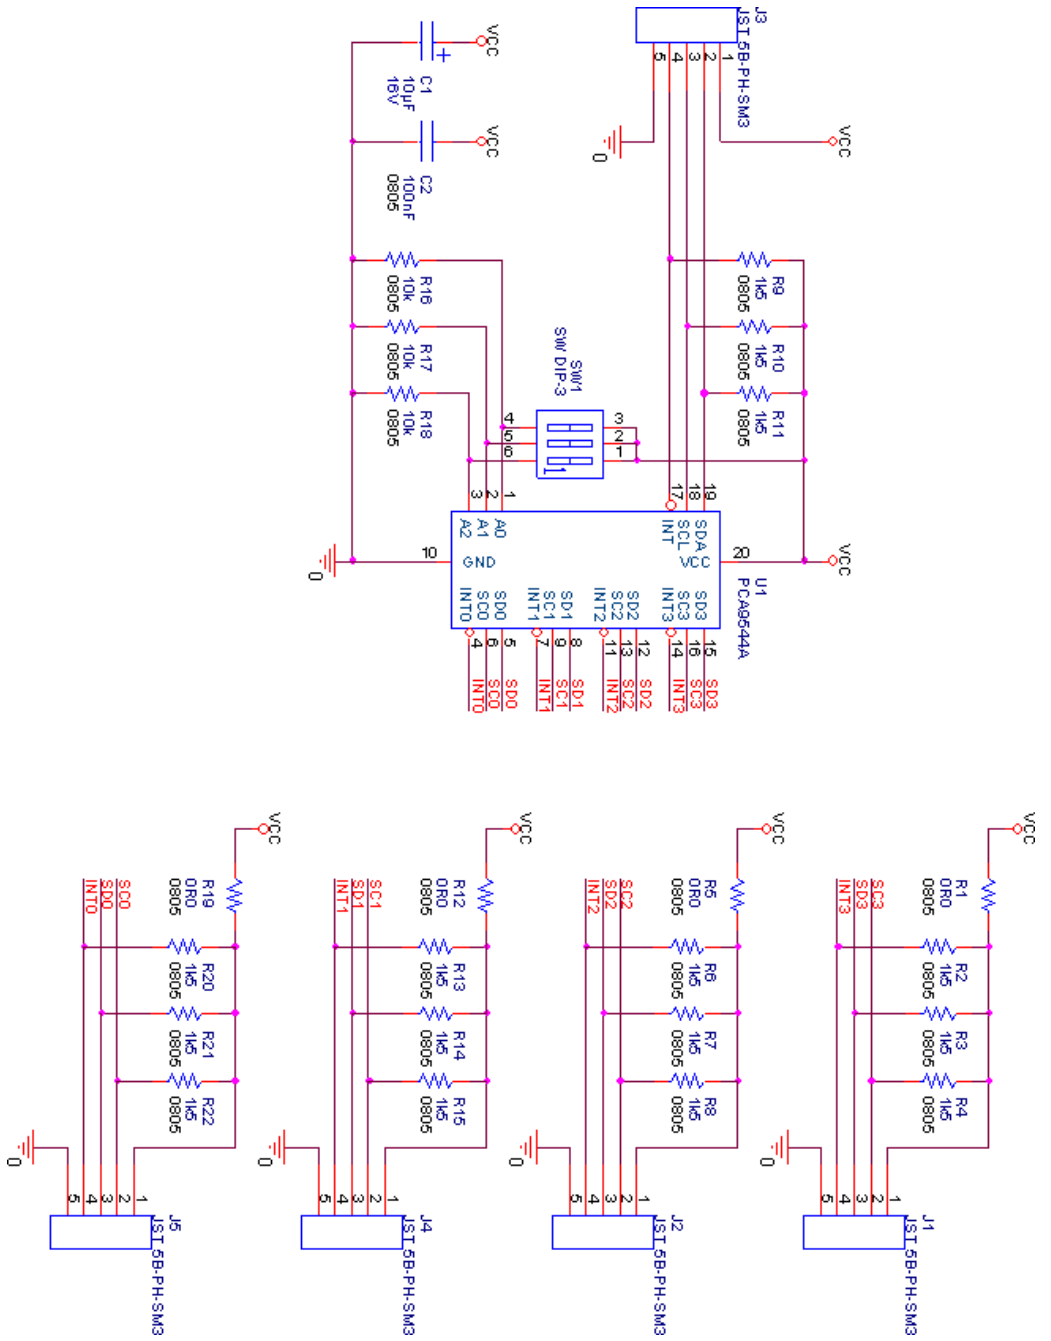 J3
JST 5B-PH-SM3
1
2
3
4
5
VCC
0
R9
1k5
0805
R10
1k5
0805
R11
1k5
0805
VCC
C1
10µF
16V
VCC
C2
100nF
0805
VCC
R16
10k
0805
R17
10k
0805
R18
10k
0805
SW1
SW DIP-3
3
2
1
4
5
6
1
U1
PCA9544A
20
VCC
19
SDA
18
SCL
17
INT
1
A0
2
A1
3
A2
10
GND
0
SD3
15
SD3
SC3
16
SC3
INT3
14
INT3
SD2
12
SD2
SC2
13
SC2
INT2
11
INT2
SD1
8
SD1
SC1
9
SC1
INT1
7
INT1
SD0
5
SD0
SC0
6
SC0
INT0
4
INT0
VCC
R1
0R0
0805
SC3
SD3
INT3
R2
1k5
0805
R3
1k5
0805
R4
1k5
0805
0
1
2
3
4
5
J1
JST 5B-PH-SM3
VCC
R5
0R0
0805
SC2
SD2
INT2
R6
1k5
0805
R7
1k5
0805
R8
1k5
0805
0
1
2
3
4
5
J2
JST 5B-PH-SM3
VCC
R12
0R0
0805
SC1
SD1
INT1
R13
1k5
0805
R14
1k5
0805
R15
1k5
0805
0
1
2
3
4
5
J4
JST 5B-PH-SM3
VCC
R19
0R0
0805
SC0
SD0
INT0
R20
1k5
0805
R21
1k5
0805
R22
1k5
0805
0
1
2
3
4
5
J5
JST 5B-PH-SM3